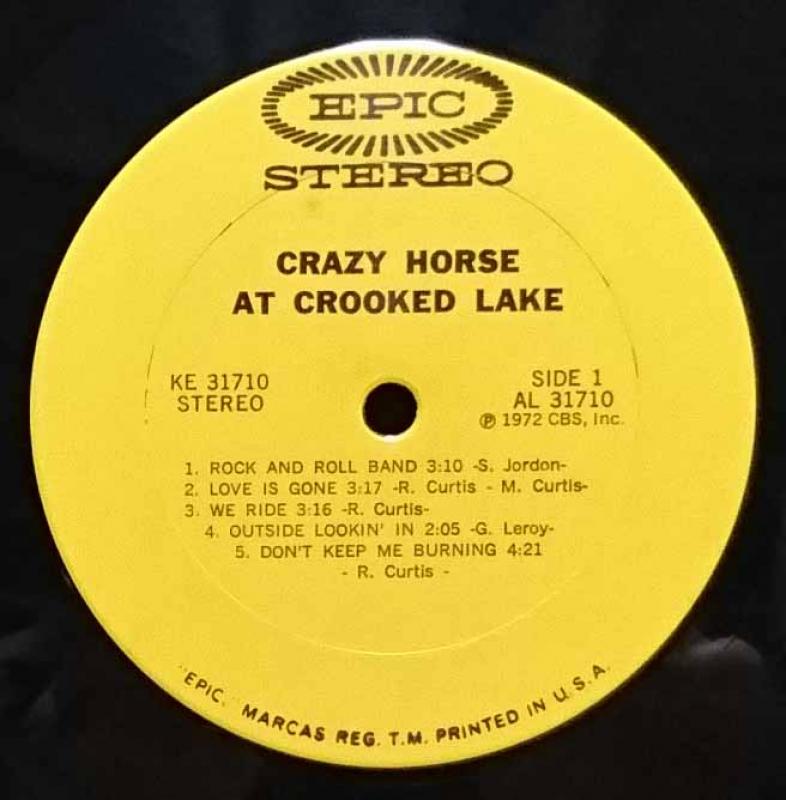 EPIC
STEREO
CRAZY HORSE
AT CROOKED LAKE
KE 31710
STEREO
SIDE 1
AL 31710
℗ 1972 CBS, Inc.
1. ROCK AND ROLL BAND 3:10 -S. Jordon-
2. LOVE IS GONE 3:17 -R. Curtis - M. Curtis-
3. WE RIDE 3:16 -R. Curtis-
4. OUTSIDE LOOKIN' IN 2:05 -G. Leroy-
5. DON'T KEEP ME BURNING 4:21
- R. Curtis -
"EPIC," MARCAS REG. T.M. PRINTED IN U.S.A.